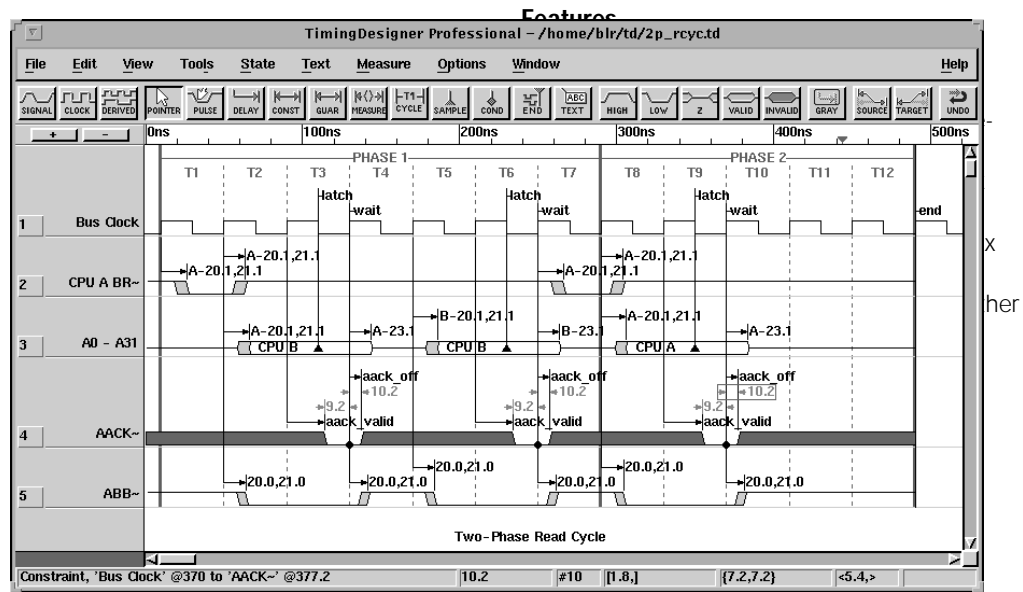 Features
TimingDesigner Professional – /home/blr/td/2p_rcyc.td
File Edit View Tools State Text Measure Options Window Help
SIGNAL CLOCK DERIVED POINTER PULSE DELAY CONST GUAR MEASURE CYCLE SAMPLE COND END TEXT HIGH LOW Z VALID INVALID GRAY SOURCE TARGET UNDO
+ - 0ns 100ns 200ns 300ns 400ns 500ns
PHASE 1 PHASE 2
T1 T2 T3 T4 T5 T6 T7 T8 T9 T10 T11 T12
latch latch latch
wait wait wait end
1 Bus Clock
x
A-20.1,21.1 A-20.1,21.1
A-20.1,21.1 A-20.1,21.1
2 CPU A BR~
ther
B-20.1,21.1 A-20.1,21.1
A-20.1,21.1 A-23.1 B-23.1 A-23.1
3 A0 - A31 CPU B CPU B CPU A
aack_off aack_off aack_off
10.2 10.2 10.2
9.2 9.2 9.2
aack_valid aack_valid aack_valid
4 AACK~
20.0,21.0 20.0,21.0
20.0,21.0 20.0,21.0 20.0,21.0 20.0,21.0
5 ABB~
Two-Phase Read Cycle
Constraint, 'Bus Clock' @370 to 'AACK~' @377.2 10.2 #10 [1.8,] {7.2,7.2} <5.4,>